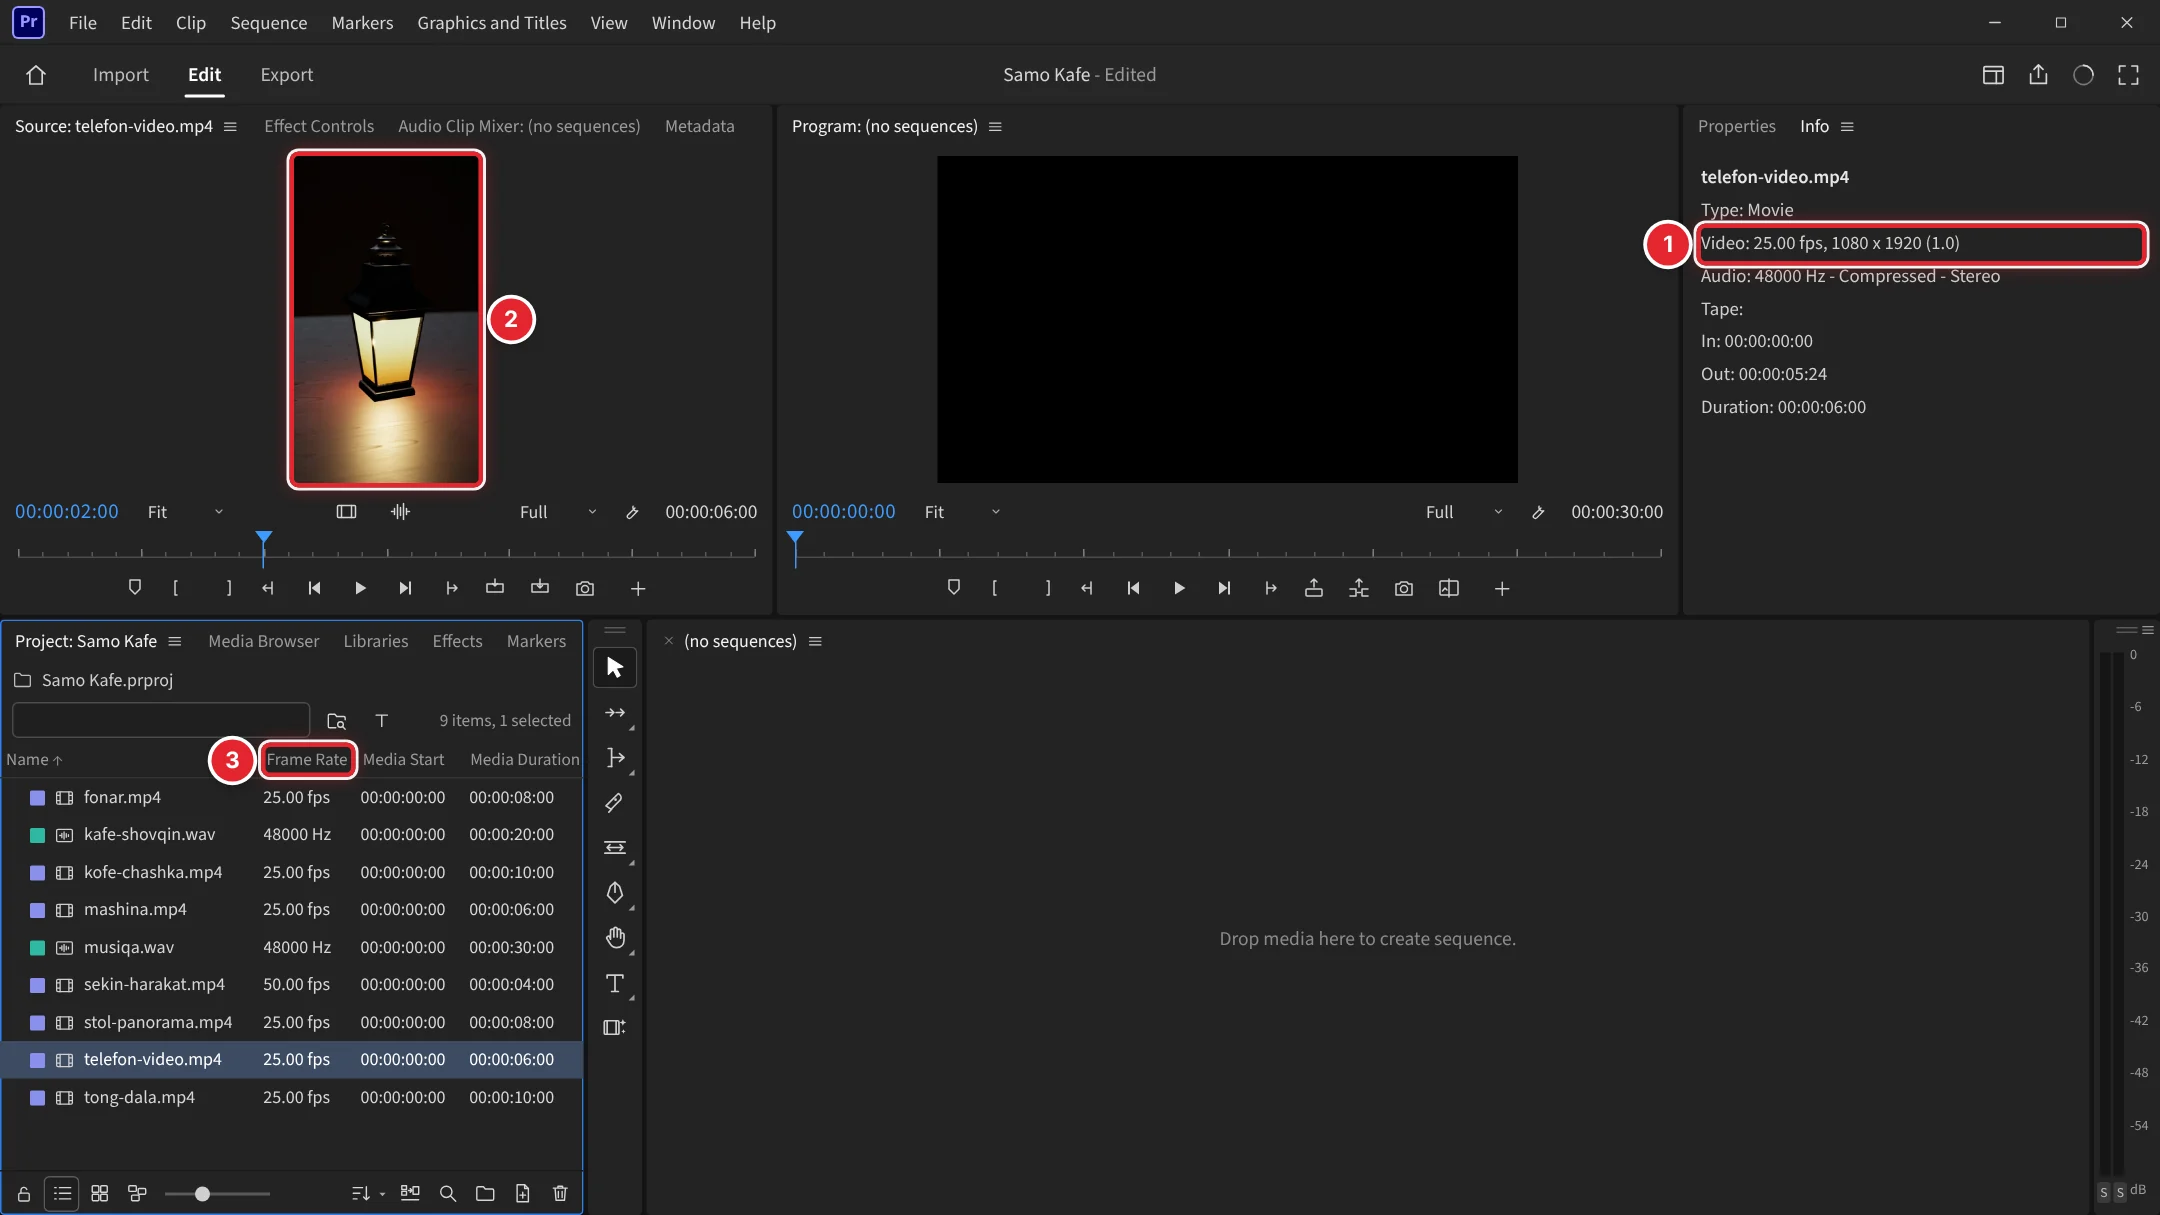 Pr File Edit Clip Sequence Markers Graphics and Titles View Window Help
Import Edit Export Samo Kafe - Edited
Source: telefon-video.mp4 Effect Controls Audio Clip Mixer: (no sequences) Metadata
2
00:00:02:00 Fit Full 00:00:06:00
Program: (no sequences)
00:00:00:00 Fit Full 00:00:30:00
Properties Info
telefon-video.mp4
Type: Movie
1 Video: 25.00 fps, 1080 x 1920 (1.0)
Audio: 48000 Hz - Compressed - Stereo
Tape:
In: 00:00:00:00
Out: 00:00:05:24
Duration: 00:00:06:00
Project: Samo Kafe Media Browser Libraries Effects Markers
Samo Kafe.prproj
9 items, 1 selected
Name 3 Frame Rate Media Start Media Duration
fonar.mp4 25.00 fps 00:00:00:00 00:00:08:00
kafe-shovqin.wav 48000 Hz 00:00:00:00 00:00:20:00
kofe-chashka.mp4 25.00 fps 00:00:00:00 00:00:10:00
mashina.mp4 25.00 fps 00:00:00:00 00:00:06:00
musiqa.wav 48000 Hz 00:00:00:00 00:00:30:00
sekin-harakat.mp4 50.00 fps 00:00:00:00 00:00:04:00
stol-panorama.mp4 25.00 fps 00:00:00:00 00:00:08:00
telefon-video.mp4 25.00 fps 00:00:00:00 00:00:06:00
tong-dala.mp4 25.00 fps 00:00:00:00 00:00:10:00
(no sequences)
Drop media here to create sequence.
0
-6
-12
-18
-24
-30
-36
-42
-48
-54
S S dB